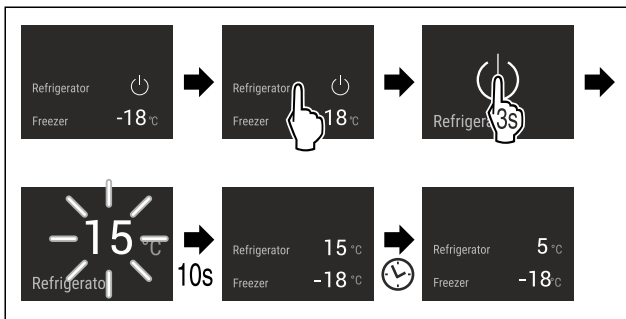 Refrigerator
Freezer -18 °C
Refrigerator
Freezer 18 °C
3s
Refrigera
15 °C
Refrigerato
10s
Refrigerator 15 °C
Freezer -18 °C
Refrigerator 5 °C
Freezer -18 °C